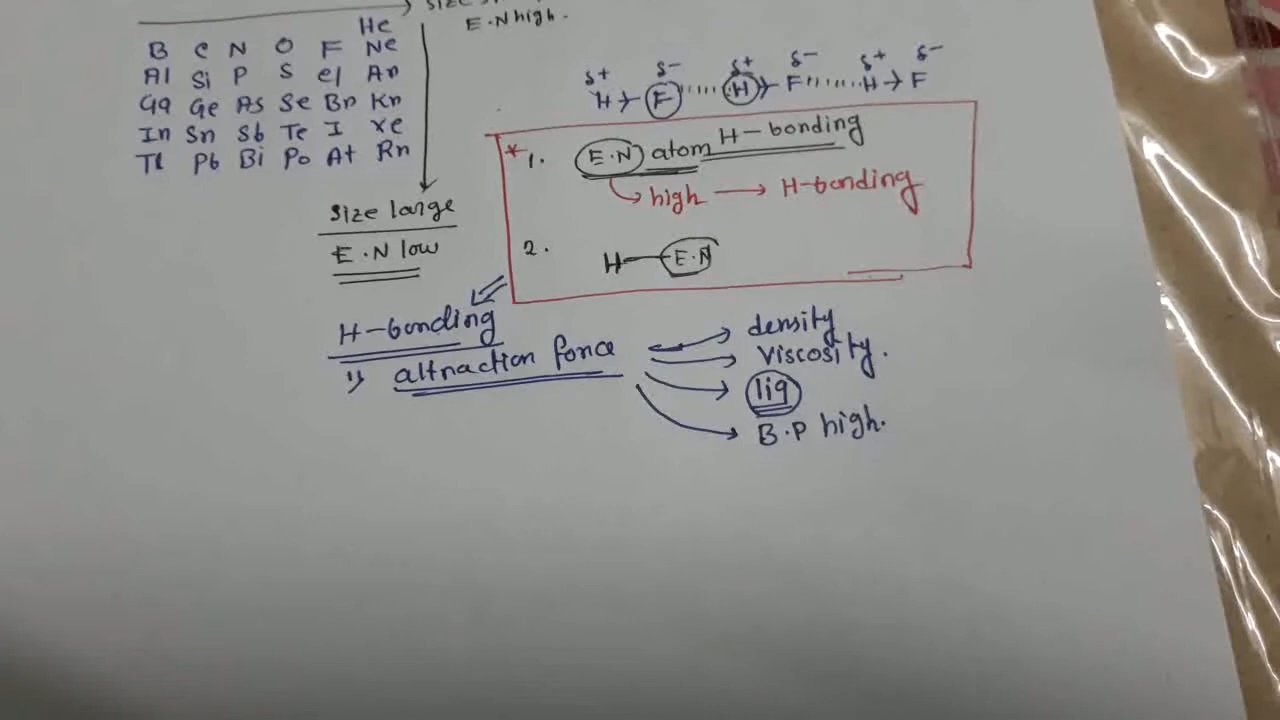 size
E.N high.
He
B C N O F Ne
Al Si P S Cl Ar
Ga Ge As Se Br Kr
In Sn Sb Te I Xe
Tl Pb Bi Po At Rn
size large
E.N low
δ+ δ- δ+ δ- δ+ δ-
H F H F H F
* 1. E.N atom H-bonding
high → H-bonding
2. H—E.N
H-bonding
1) attraction force
density
viscosity.
liq
B.P high.